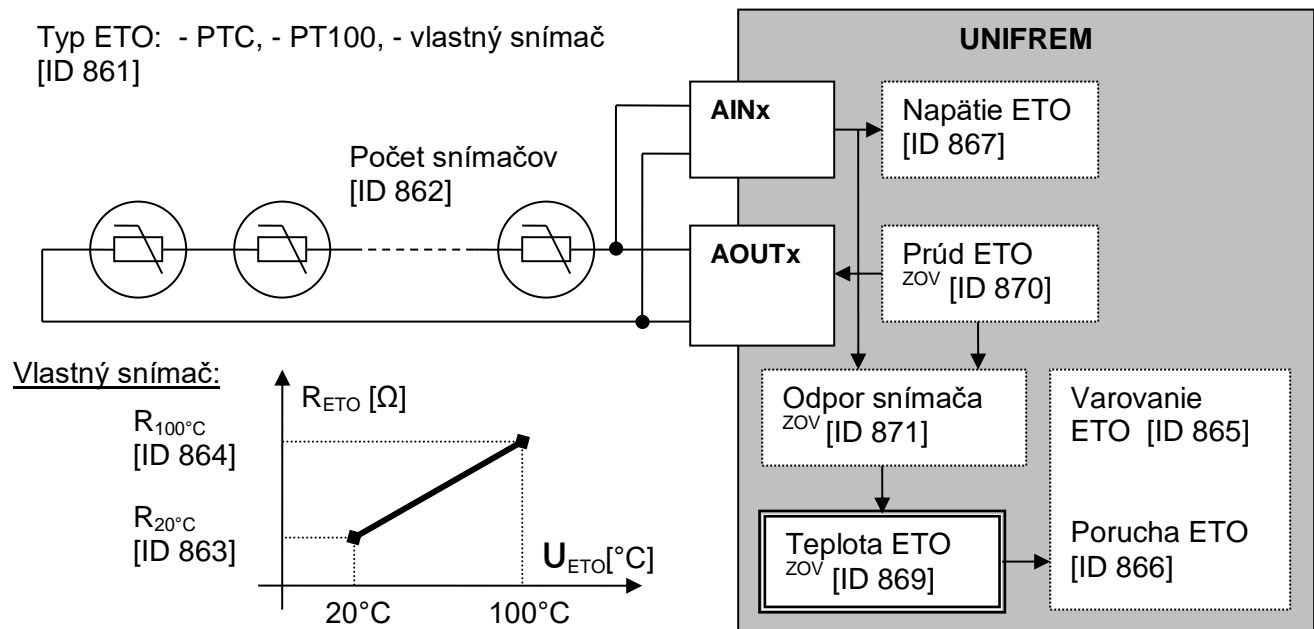 Typ ETO: - PTC, - PT100, - vlastný snímač
[ID 861]
UNIFREM
AINx
Napätie ETO
[ID 867]
Počet snímačov
[ID 862]
AOUTx
Prúd ETO
ZOV [ID 870]
Vlastný snímač:
RETO [Ω]
R100°C
[ID 864]
R20°C
[ID 863]
UETO[°C]
20°C
100°C
Odpor snímača
ZOV [ID 871]
Varovanie
ETO [ID 865]
Teplota ETO
ZOV [ID 869]
Porucha ETO
[ID 866]